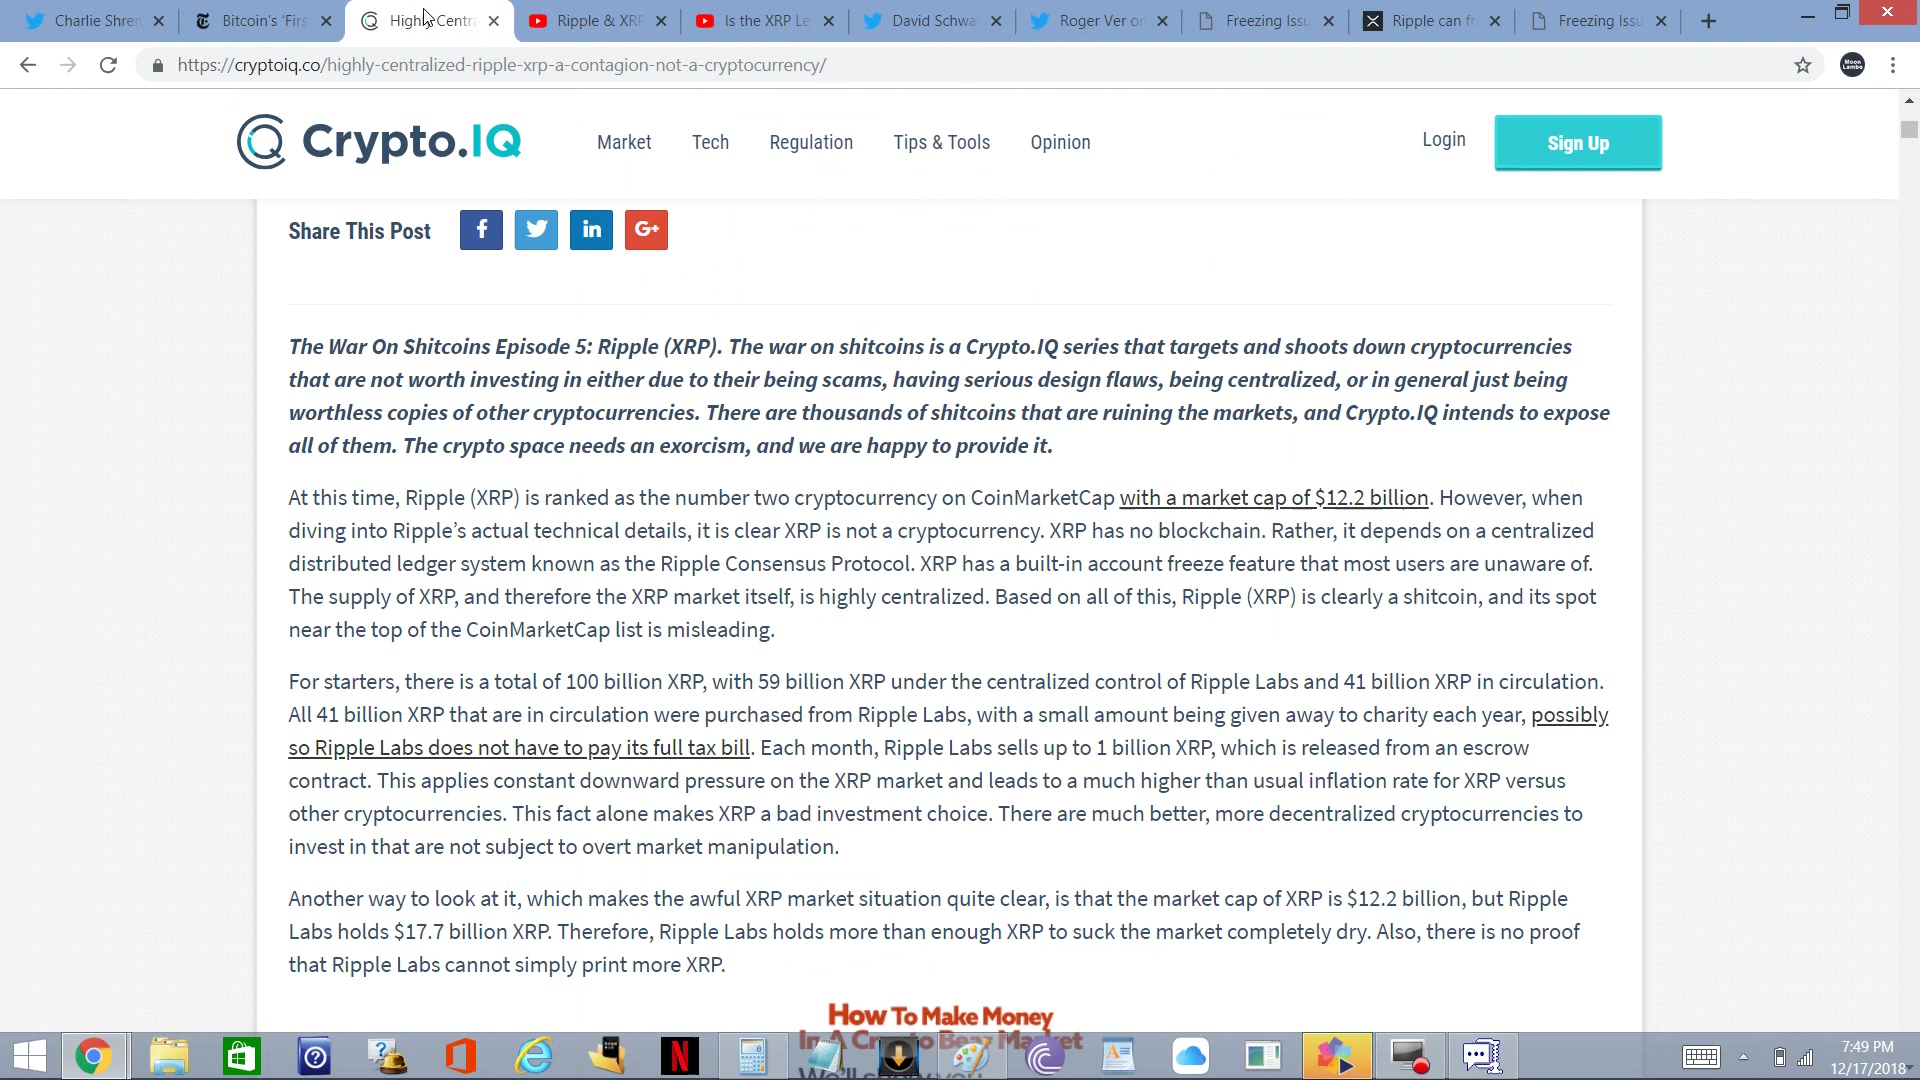 Charlie Shren
Bitcoin's 'Firs
Highly Centra
Ripple & XRP
Is the XRP Le
David Schwa
Roger Ver on
Freezing Issu
Ripple can fr
Freezing Issu
https://cryptoiq.co/highly-centralized-ripple-xrp-a-contagion-not-a-cryptocurrency/
Moon Lambo
Crypto.IQ
Market
Tech
Regulation
Tips & Tools
Opinion
Login
Sign Up
Share This Post
The War On Shitcoins Episode 5: Ripple (XRP). The war on shitcoins is a Crypto.IQ series that targets and shoots down cryptocurrencies
that are not worth investing in either due to their being scams, having serious design flaws, being centralized, or in general just being
worthless copies of other cryptocurrencies. There are thousands of shitcoins that are ruining the markets, and Crypto.IQ intends to expose
all of them. The crypto space needs an exorcism, and we are happy to provide it.
At this time, Ripple (XRP) is ranked as the number two cryptocurrency on CoinMarketCap with a market cap of $12.2 billion. However, when
diving into Ripple's actual technical details, it is clear XRP is not a cryptocurrency. XRP has no blockchain. Rather, it depends on a centralized
distributed ledger system known as the Ripple Consensus Protocol. XRP has a built-in account freeze feature that most users are unaware of.
The supply of XRP, and therefore the XRP market itself, is highly centralized. Based on all of this, Ripple (XRP) is clearly a shitcoin, and its spot
near the top of the CoinMarketCap list is misleading.
For starters, there is a total of 100 billion XRP, with 59 billion XRP under the centralized control of Ripple Labs and 41 billion XRP in circulation.
All 41 billion XRP that are in circulation were purchased from Ripple Labs, with a small amount being given away to charity each year, possibly
so Ripple Labs does not have to pay its full tax bill. Each month, Ripple Labs sells up to 1 billion XRP, which is released from an escrow
contract. This applies constant downward pressure on the XRP market and leads to a much higher than usual inflation rate for XRP versus
other cryptocurrencies. This fact alone makes XRP a bad investment choice. There are much better, more decentralized cryptocurrencies to
invest in that are not subject to overt market manipulation.
Another way to look at it, which makes the awful XRP market situation quite clear, is that the market cap of XRP is $12.2 billion, but Ripple
Labs holds $17.7 billion XRP. Therefore, Ripple Labs holds more than enough XRP to suck the market completely dry. Also, there is no proof
that Ripple Labs cannot simply print more XRP.
How To Make Money
In A Crypto Bear Market
We'll show you
7:49 PM
12/17/2018